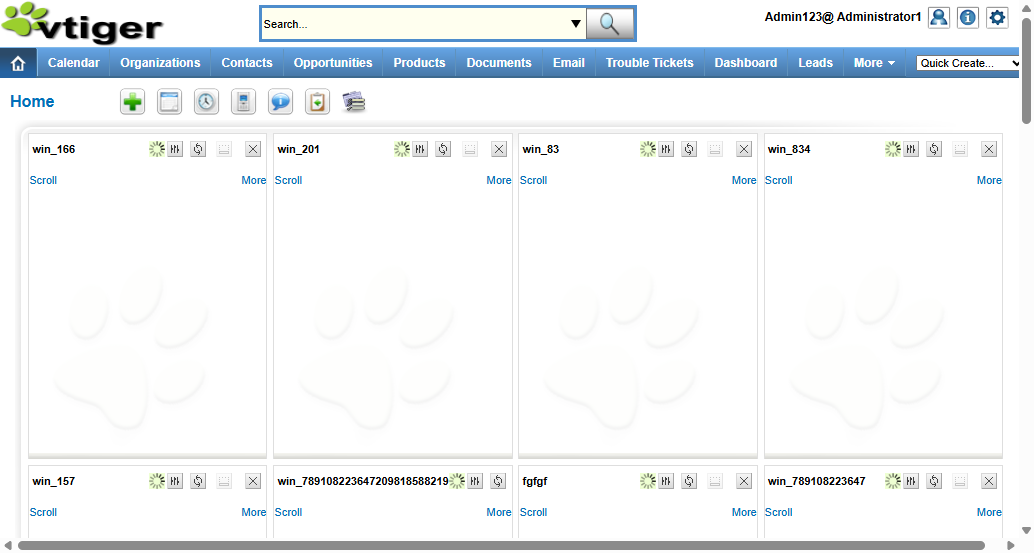 vtiger
Search...
Admin123@ Administrator1
Calendar Organizations Contacts Opportunities Products Documents Email Trouble Tickets Dashboard Leads More Quick Create...
Home
win_166 win_201 win_83 win_834
Scroll More Scroll More Scroll More Scroll More
win_157 win_789108223647209818588219 fgfgf win_789108223647
Scroll More Scroll More Scroll More Scroll More